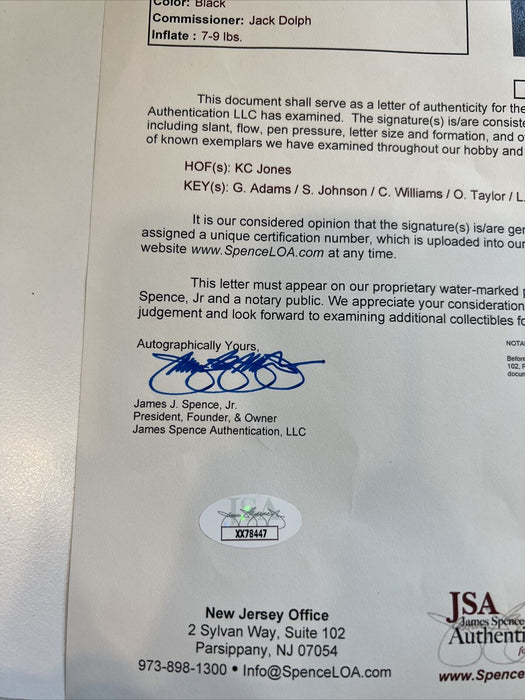 Color: Black
Commissioner: Jack Dolph
Inflate : 7-9 lbs.
This document shall serve as a letter of authenticity for the
Authentication LLC has examined. The signature(s) is/are
including slant, flow, pen pressure, letter size and formation, and
of known exemplars we have examined throughout our hobby and
HOF(s): KC Jones
KEY(s): G. Adams / S. Johnson / C. Williams / O. Taylor / L.
It is our considered opinion that the signature(s) is/are
assigned a unique certification number, which is uploaded into our
website www.SpenceLOA.com at any time.
This letter must appear on our proprietary water-marked
Spence, Jr and a notary public. We appreciate your consideration
judgement and look forward to examining additional collectibles
Autographically Yours,
James J. Spence, Jr.
President, Founder, & Owner
James Spence Authentication, LLC
JSA
XX78447
New Jersey Office
2 Sylvan Way, Suite 102
Parsippany, NJ 07054
973-898-1300 • Info@SpenceLOA.com
NOTA
Before
102, P
docum
JSA
James Spence
Authenti
www.Spence